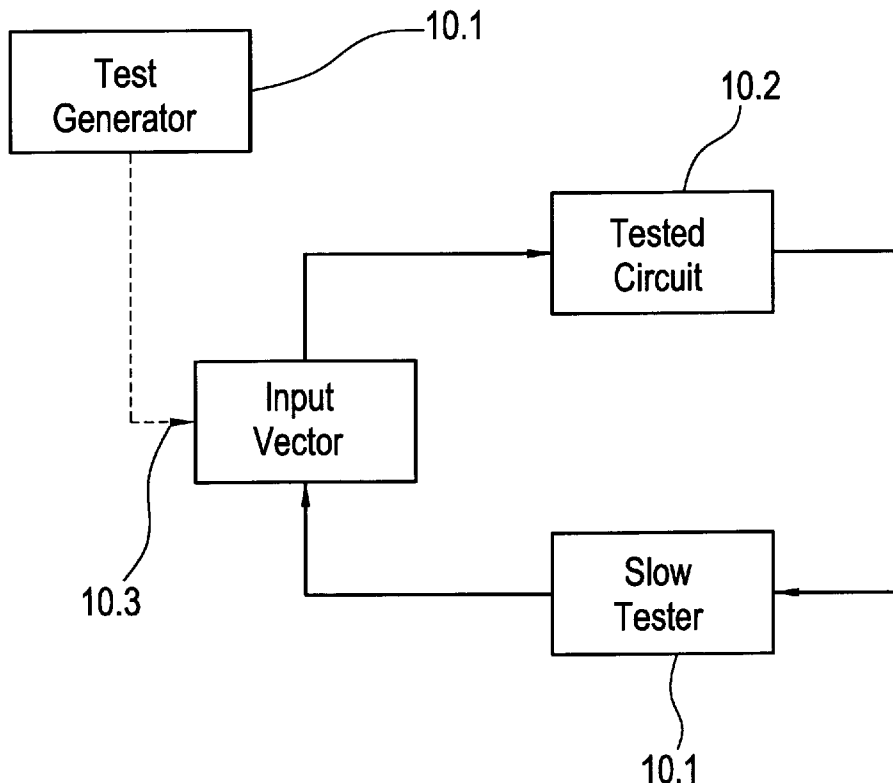 10.1
Test
Generator
10.2
Tested
Circuit
Input
Vector
10.3
Slow
Tester
10.1